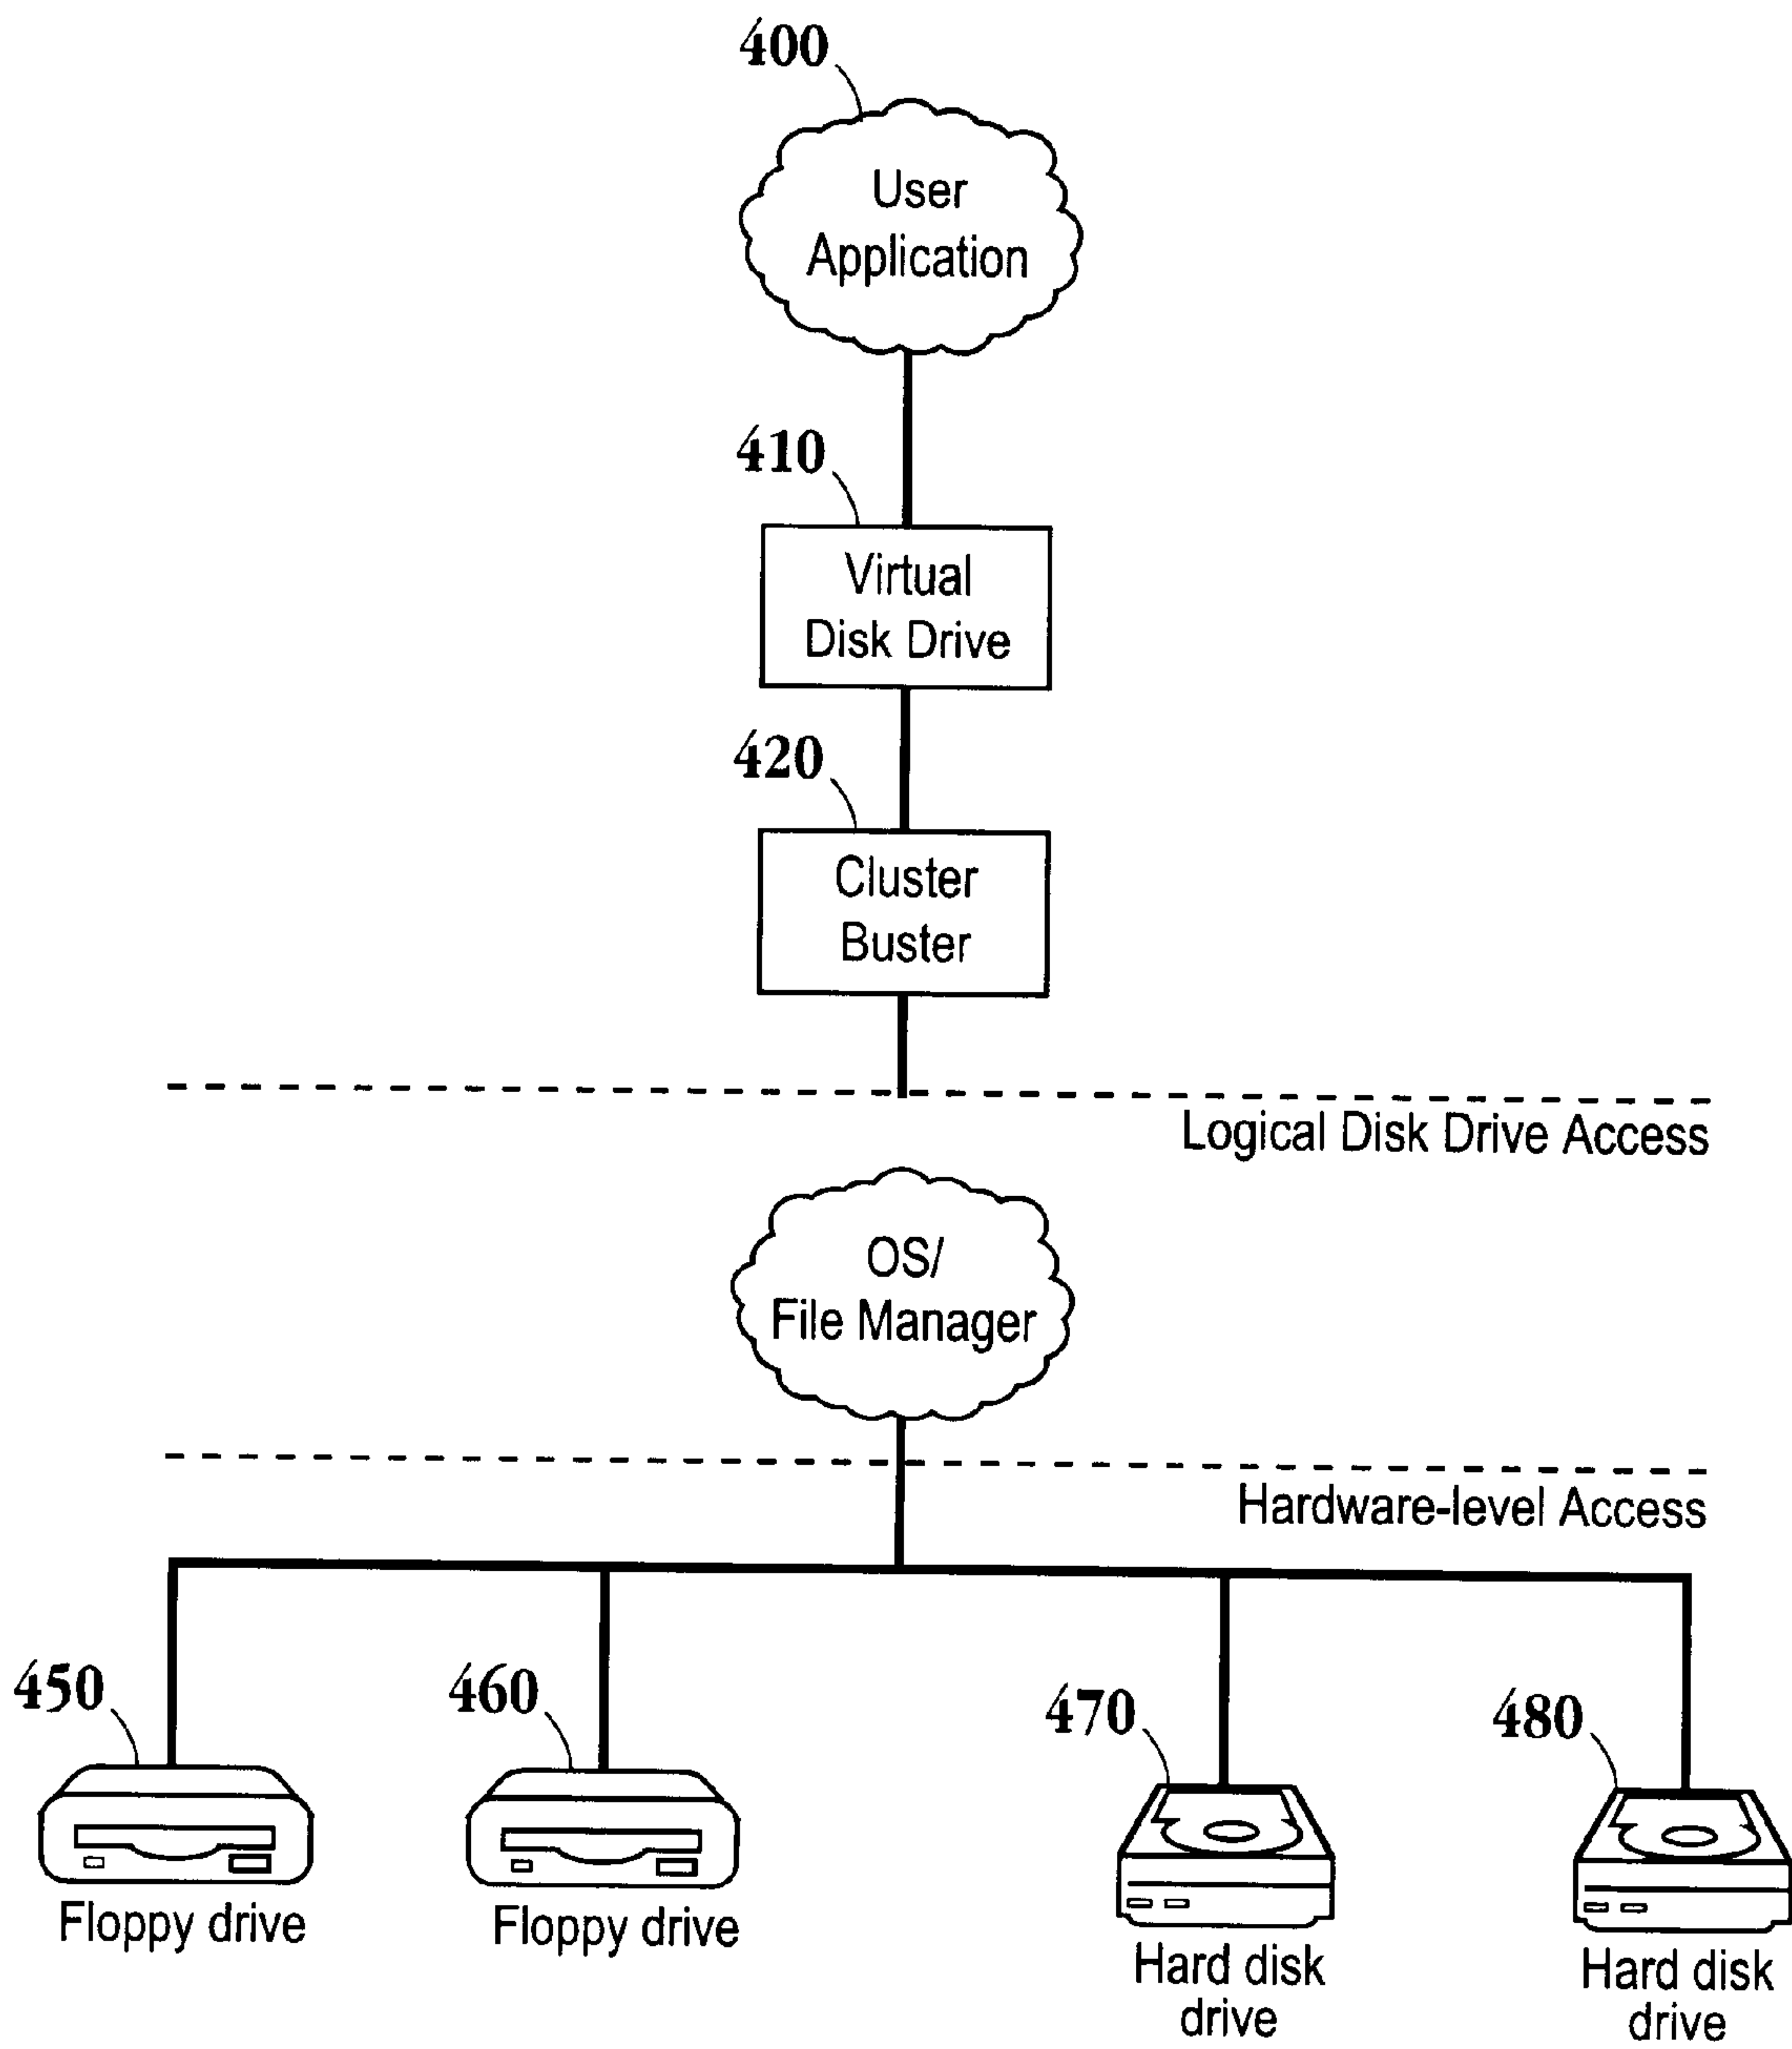 400
User
Application
410
Virtual
Disk Drive
420
Cluster
Buster
Logical Disk Drive Access
OS/
File Manager
Hardware-level Access
450
460
470
480
Floppy drive
Floppy drive
Hard disk
drive
Hard disk
drive